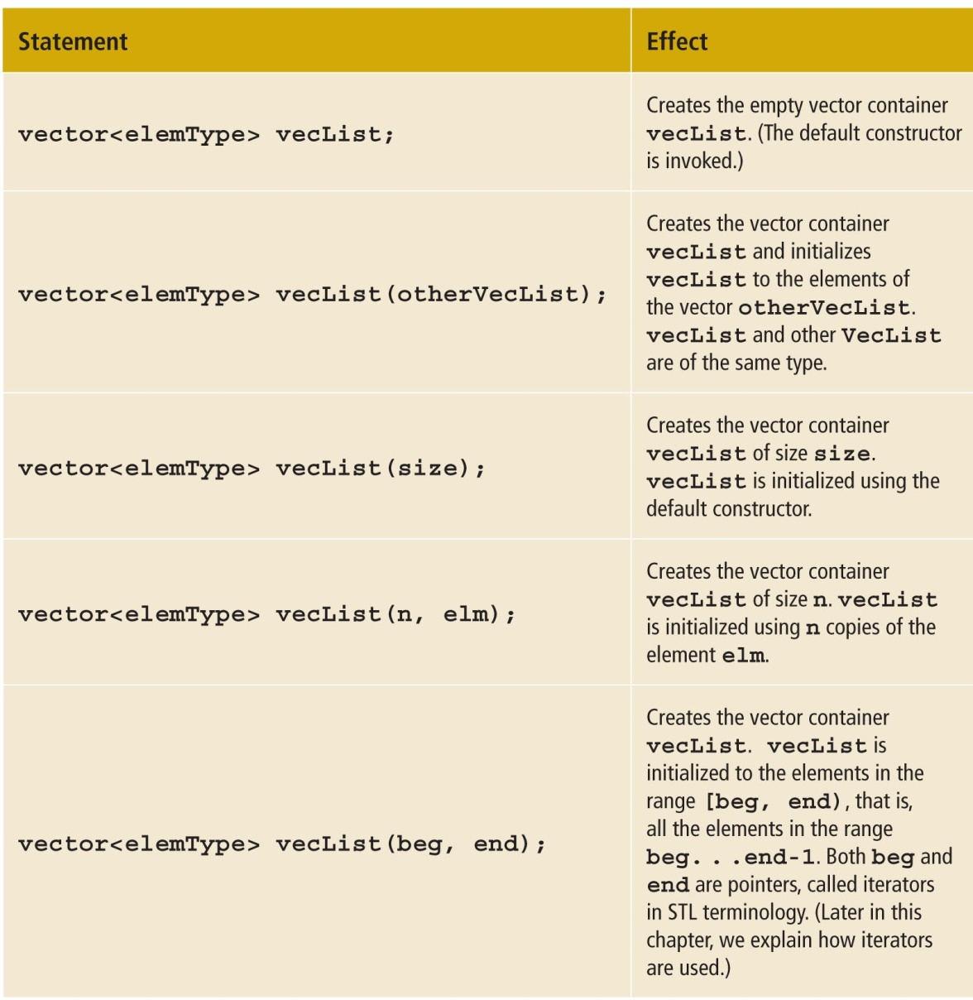 Statement
Effect
vector<elemType> vecList;
Creates the empty vector container
vecList. (The default constructor
is invoked.)
vector<elemType> vecList(otherVecList);
Creates the vector container
vecList and initializes
vecList to the elements of
the vector otherVecList.
vecList and other VecList
are of the same type.
vector<elemType> vecList(size);
Creates the vector container
vecList of size size.
vecList is initialized using the
default constructor.
vector<elemType> vecList(n, elm);
Creates the vector container
vecList of size n. vecList
is initialized using n copies of the
element elm.
vector<elemType> vecList(beg, end);
Creates the vector container
vecList. vecList is
initialized to the elements in the
range [beg, end), that is,
all the elements in the range
beg. . .end-1. Both beg and
end are pointers, called iterators
in STL terminology. (Later in this
chapter, we explain how iterators
are used.)